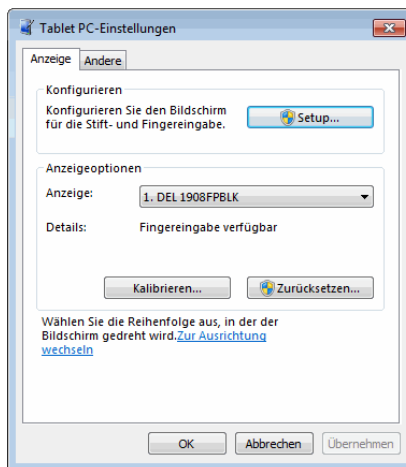 Tablet PC-Einstellungen
Anzeige Andere
Konfigurieren
Konfigurieren Sie den Bildschirm
für die Stift- und Fingereingabe.
Setup...
Anzeigeoptionen
Anzeige: 1. DEL 1908FPBLK
Details: Fingereingabe verfügbar
Kalibrieren... Zurücksetzen...
Wählen Sie die Reihenfolge aus, in der der
Bildschirm gedreht wird.Zur Ausrichtung
wechseln
OK Abbrechen Übernehmen